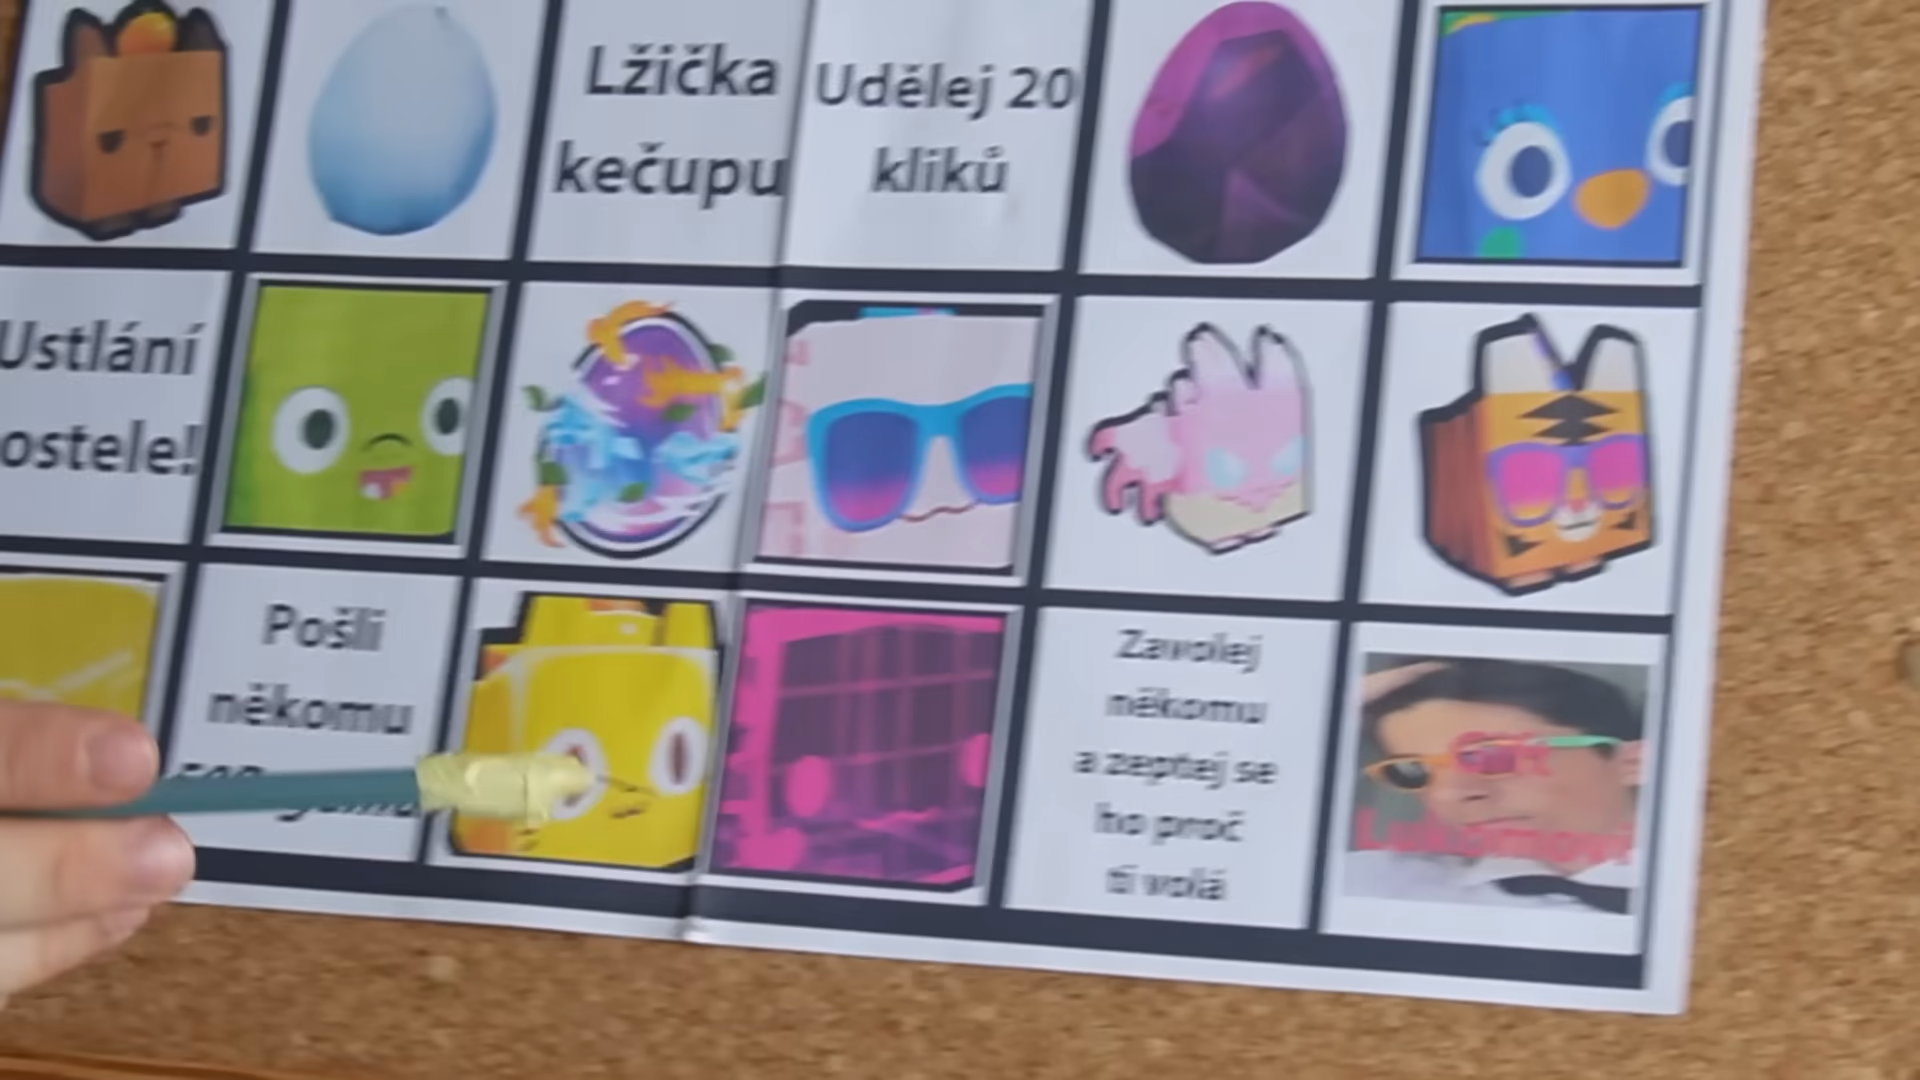 Lžička
kečupu
Udělej 20
kliků
Ustlání
ostele!
Pošli
někomu
Zavolej
někomu
a zeptej se
ho proč
ti volá